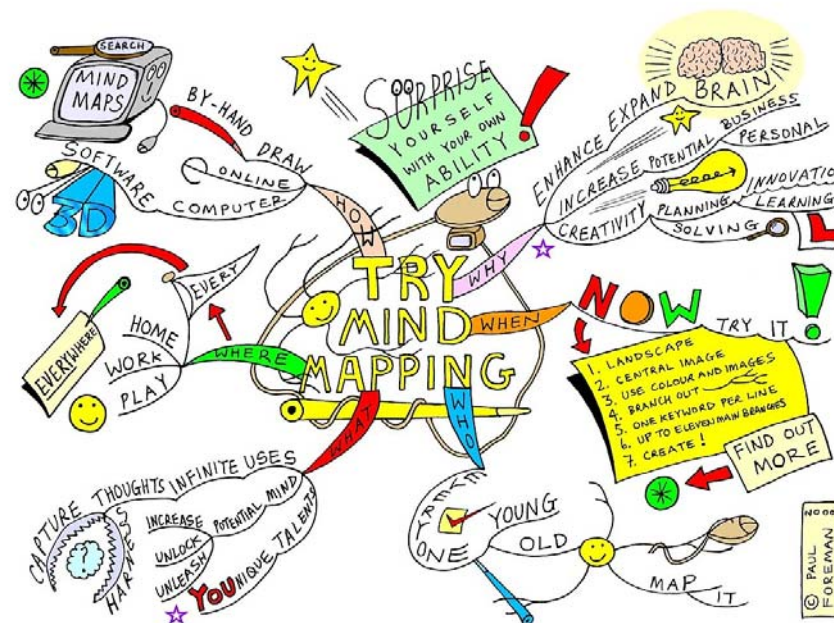 SEARCH
MIND
MAPS
BY-HAND DRAW
ONLINE
SOFTWARE
COMPUTER
3D
HOW
SURPRISE
YOURSELF
WITH YOUR OWN
ABILITY!
ENHANCE EXPAND BRAIN
INCREASE POTENTIAL BUSINESS
PERSONAL
CREATIVITY
PLANNING
INNOVATIO
LEARNING
SOLVING
WHY
TRY
MIND
MAPPING
WHEN
NOW
TRY IT!
1. LANDSCAPE
2. CENTRAL IMAGE
3. USE COLOUR AND IMAGES
4. BRANCH OUT
5. ONE KEYWORD PER LINE
6. UP TO ELEVEN MAIN BRANCHES
7. CREATE!
FIND OUT
MORE
WHERE
EVERY
EVERYWHERE
HOME
WORK
PLAY
WHAT
CAPTURE THOUGHTS INFINITE USES
HARNESS
INCREASE POTENTIAL MIND
UNLOCK
UNLEASH
YOUNIQUE TALENTS
WHO
EVERY
ONE
YOUNG
OLD
MAP IT
© PAUL
FOREMAN